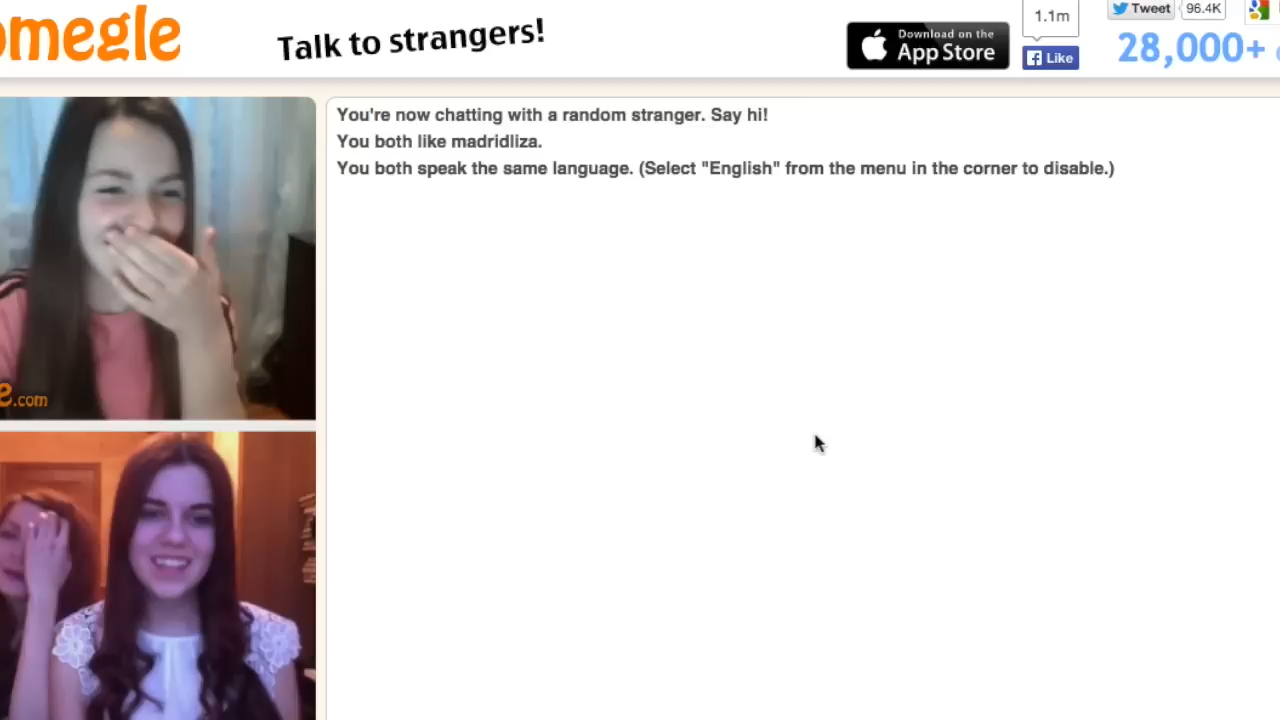 omegle
Talk to strangers!
Download on the
App Store
1.1m
Like
Tweet
96.4K
28,000+
You're now chatting with a random stranger. Say hi!
You both like madridliza.
You both speak the same language. (Select "English" from the menu in the corner to disable.)
e.com